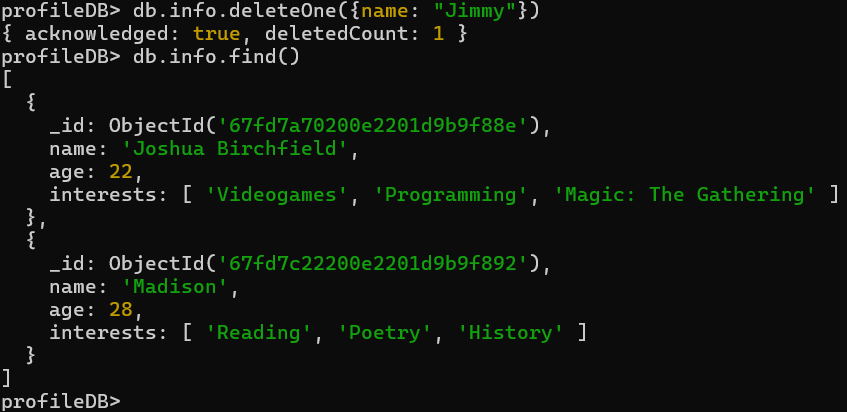 profileDB> db.info.deleteOne({name: "Jimmy"})
{ acknowledged: true, deletedCount: 1 }
profileDB> db.info.find()
[
  {
    _id: ObjectId('67fd7a70200e2201d9b9f88e'),
    name: 'Joshua Birchfield',
    age: 22,
    interests: [ 'Videogames', 'Programming', 'Magic: The Gathering' ]
  },
  {
    _id: ObjectId('67fd7c22200e2201d9b9f892'),
    name: 'Madison',
    age: 28,
    interests: [ 'Reading', 'Poetry', 'History' ]
  }
]
profileDB>